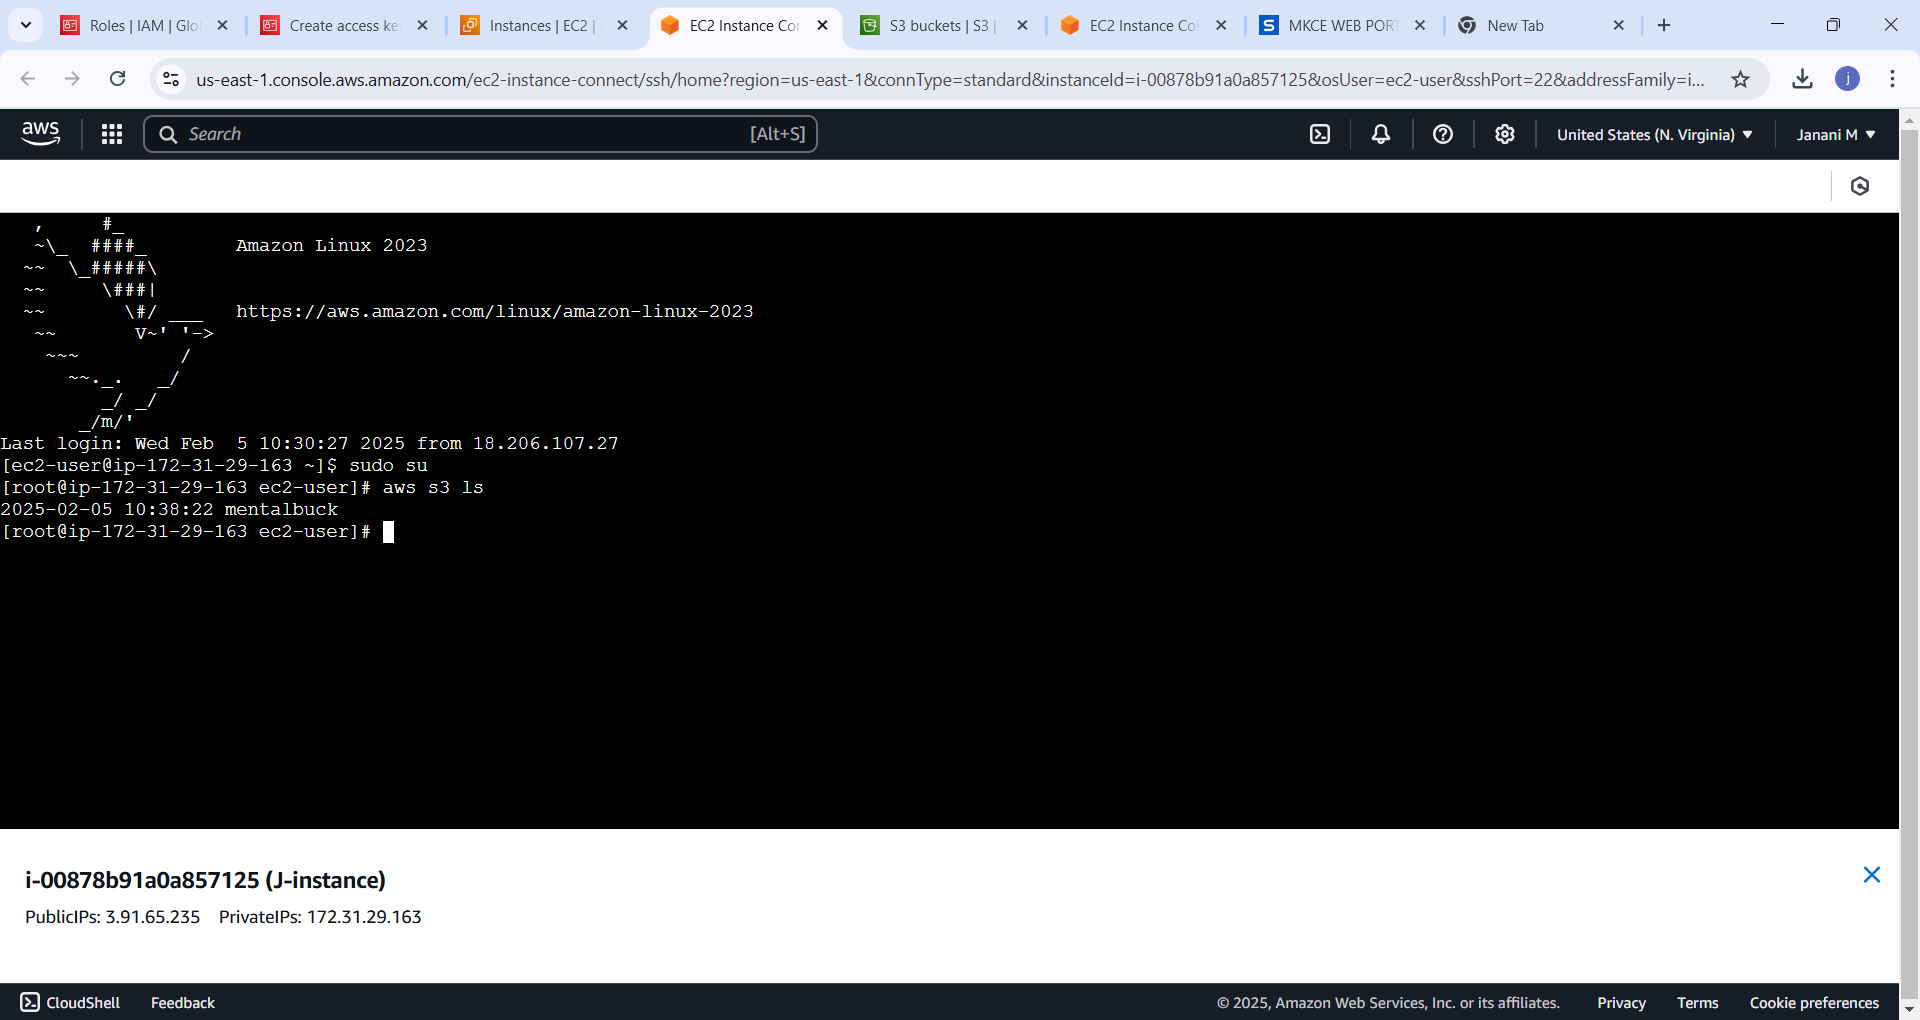 Roles | IAM | Glo
Create access ke
Instances | EC2 |
EC2 Instance Con
S3 buckets | S3 |
EC2 Instance Con
MKCE WEB PORT
New Tab
us-east-1.console.aws.amazon.com/ec2-instance-connect/ssh/home?region=us-east-1&connType=standard&instanceId=i-00878b91a0a857125&osUser=ec2-user&sshPort=22&addressFamily=i...
j
aws
Search
[Alt+S]
United States (N. Virginia)
Janani M
   ,     #_
   ~\_  ####_        Amazon Linux 2023
  ~~  \_#####\
  ~~     \###|
  ~~       \#/ ___   https://aws.amazon.com/linux/amazon-linux-2023
   ~~       V~' '->
    ~~~         /
      ~~._.   _/
         _/ _/
       _/m/'
Last login: Wed Feb  5 10:30:27 2025 from 18.206.107.27
[ec2-user@ip-172-31-29-163 ~]$ sudo su
[root@ip-172-31-29-163 ec2-user]# aws s3 ls
2025-02-05 10:38:22 mentalbuck
[root@ip-172-31-29-163 ec2-user]#
i-00878b91a0a857125 (J-instance)
PublicIPs: 3.91.65.235 PrivateIPs: 172.31.29.163
CloudShell
Feedback
© 2025, Amazon Web Services, Inc. or its affiliates.
Privacy
Terms
Cookie preferences